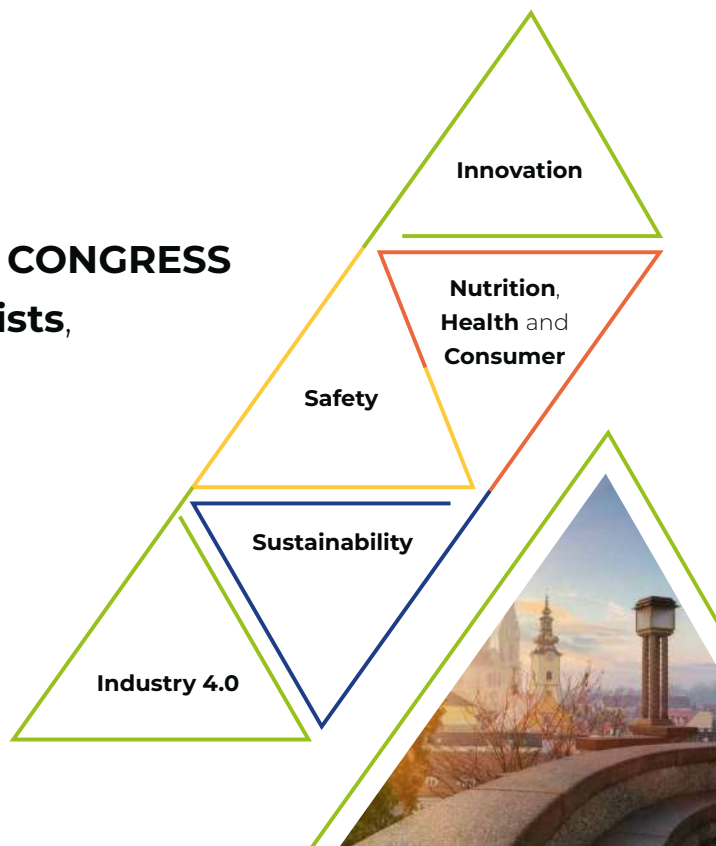 Innovation
CONGRESS
ists,
Nutrition,
Health and
Consumer
Safety
Sustainability
Industry 4.0